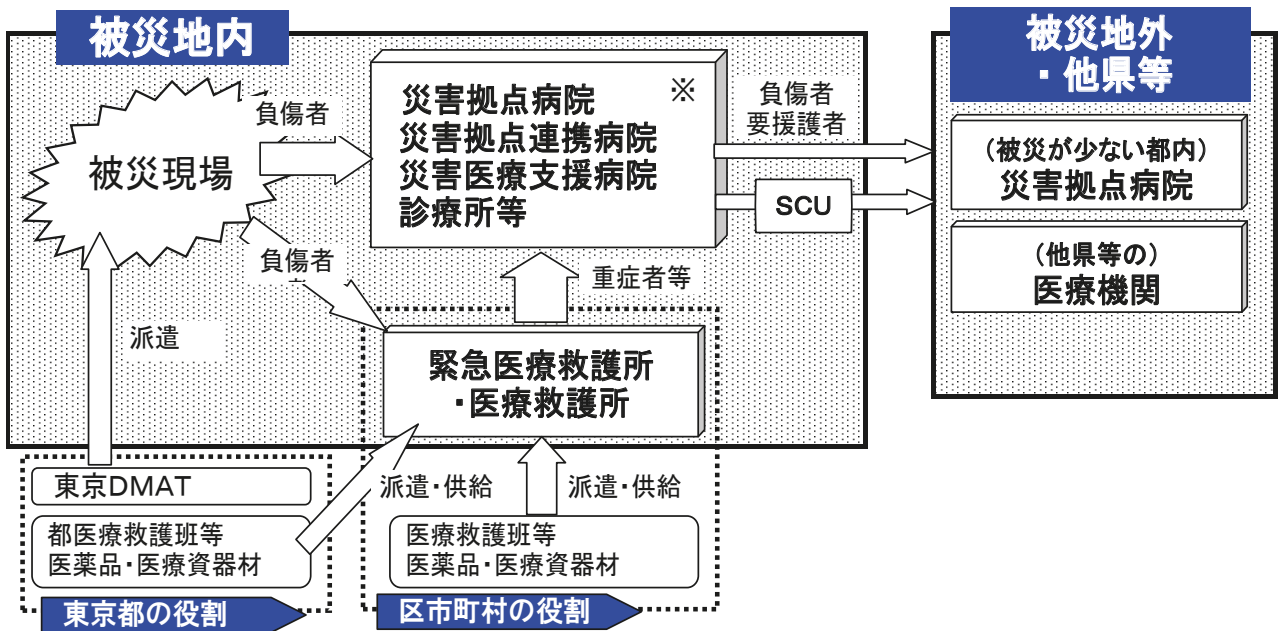 被災地内
被災地外
・他県等
被災現場
負傷者
災害拠点病院
※
災害拠点連携病院
災害医療支援病院
診療所等
負傷者
要援護者
SCU
(被災が少ない都内)
災害拠点病院
(他県等の)
医療機関
負傷者
重症者等
派遣
緊急医療救護所
・医療救護所
東京DMAT
都医療救護班等
医薬品・医療資器材
東京都の役割
派遣・供給
派遣・供給
医療救護班等
医薬品・医療資器材
区市町村の役割